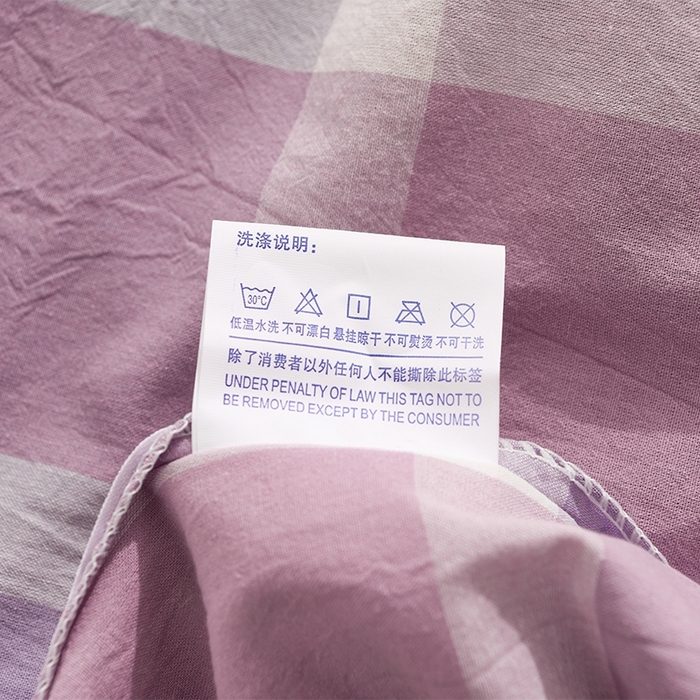 洗涤说明：
30°C
低温水洗 不可漂白 悬挂晾干 不可熨烫 不可干洗
除了消费者以外任何人不能撕除此标签
UNDER PENALTY OF LAW THIS TAG NOT TO
BE REMOVED EXCEPT BY THE CONSUMER